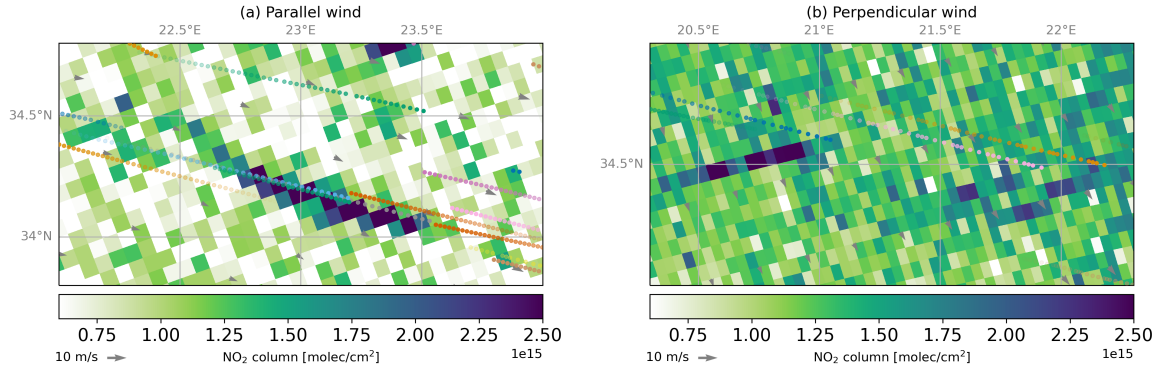 (a) Parallel wind
22.5°E 23°E 23.5°E
34.5°N
34°N
0.75 1.00 1.25 1.50 1.75 2.00 2.25 2.50
1e15
10 m/s
NO₂ column [molec/cm²]
(b) Perpendicular wind
20.5°E 21°E 21.5°E 22°E
34.5°N
0.75 1.00 1.25 1.50 1.75 2.00 2.25 2.50
1e15
10 m/s
NO₂ column [molec/cm²]